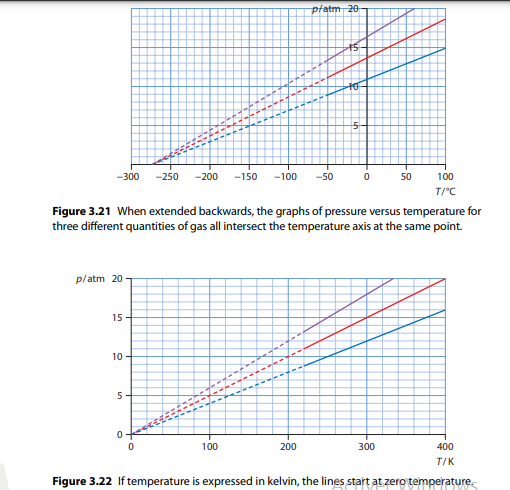 p/atm 20
15
10
5
−300 −250 −200 −150 −100 −50 0 50 100
T/°C
Figure 3.21 When extended backwards, the graphs of pressure versus temperature for
three different quantities of gas all intersect the temperature axis at the same point.
p/atm 20
15
10
5
0
0 100 200 300 400
T/K
Figure 3.22 If temperature is expressed in kelvin, the lines start at zero temperature.